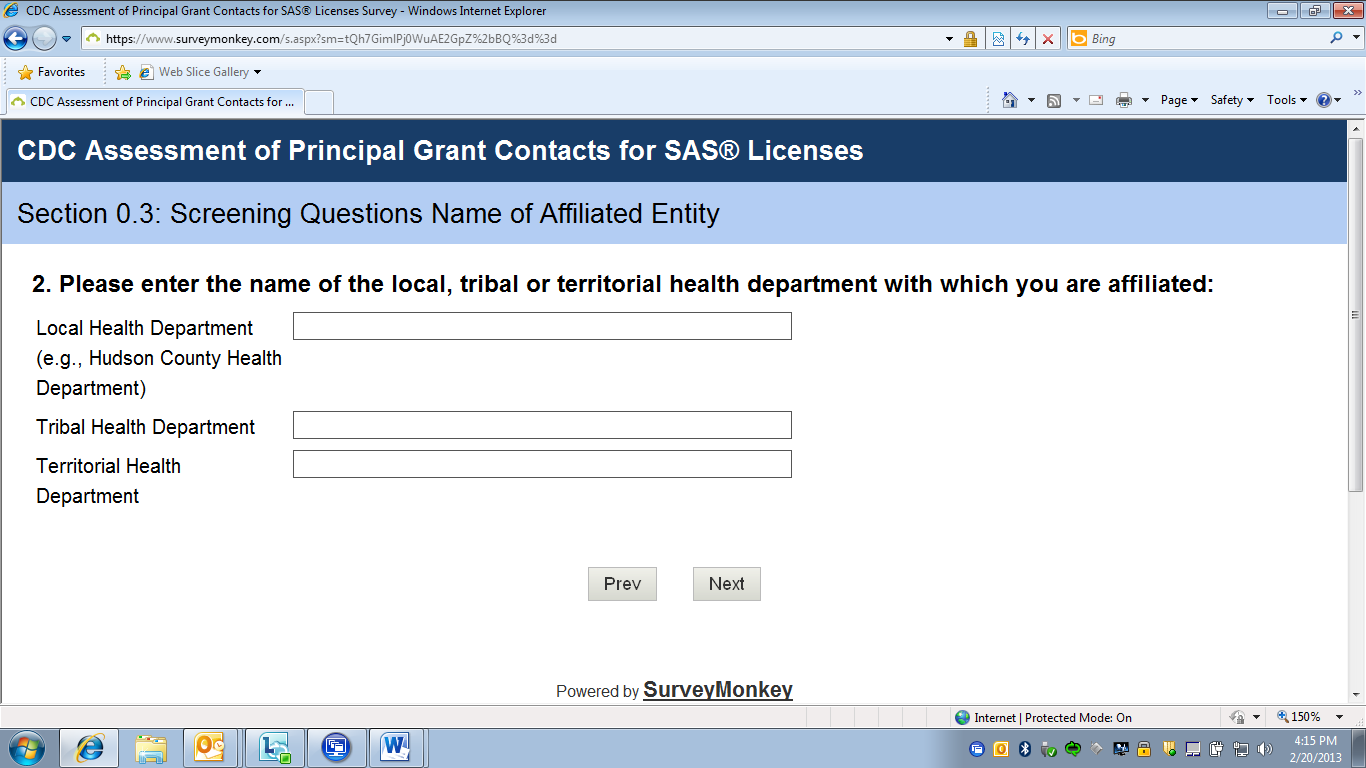 CDC Assessment of Principal Grant Contacts for SAS® Licenses Survey - Windows Internet Explorer
https://www.surveymonkey.com/s.aspx?sm=tQh7GimIPj0WuAE2GpZ%2bBQ%3d%3d
Bing
Favorites
Web Slice Gallery
CDC Assessment of Principal Grant Contacts for ...
Page
Safety
Tools
CDC Assessment of Principal Grant Contacts for SAS® Licenses
Section 0.3: Screening Questions Name of Affiliated Entity
2. Please enter the name of the local, tribal or territorial health department with which you are affiliated:
Local Health Department
(e.g., Hudson County Health
Department)
Tribal Health Department
Territorial Health
Department
Prev
Next
Powered by SurveyMonkey
Internet | Protected Mode: On
150%
4:15 PM
2/20/2013